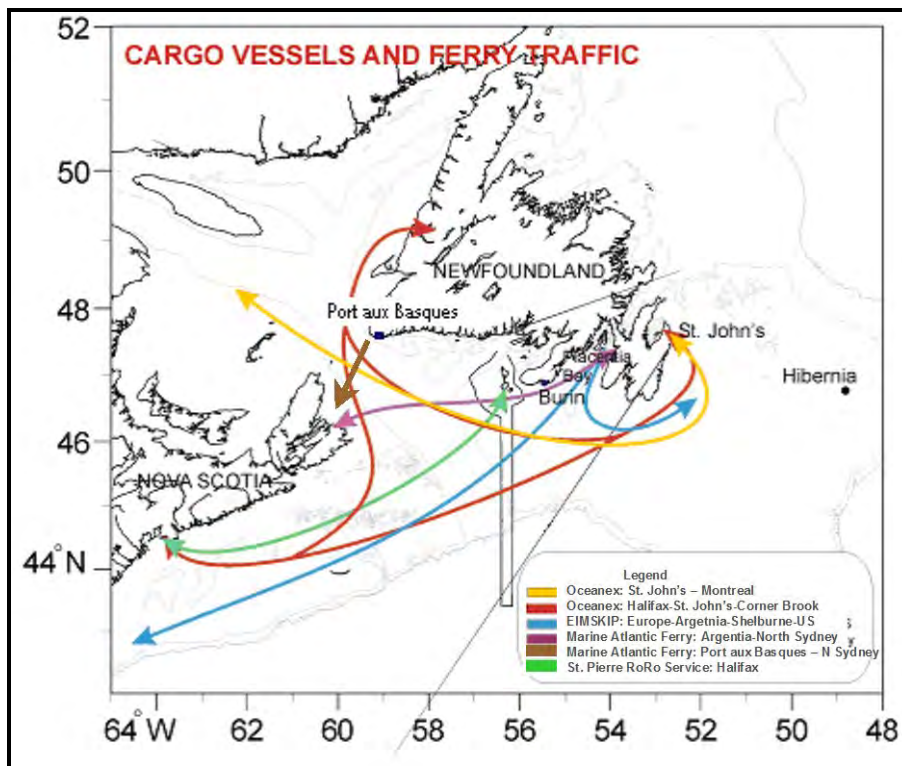 52
CARGO VESSELS AND FERRY TRAFFIC
50
NEWFOUNDLAND
48
Port aux Basques
St. John's
Placentia
Bay
Hibernia
Burin
46
NOVA SCOTIA
44°N
Legend
Oceanex: St. John's – Montreal
Oceanex: Halifax-St. John's-Corner Brook
EIMSKIP: Europe-Argetnia-Shelburne-US
Marine Atlantic Ferry: Argentia-North Sydney
Marine Atlantic Ferry: Port aux Basques – N Sydney
St. Pierre RoRo Service: Halifax
64°W 62 60 58 56 54 52 50 48